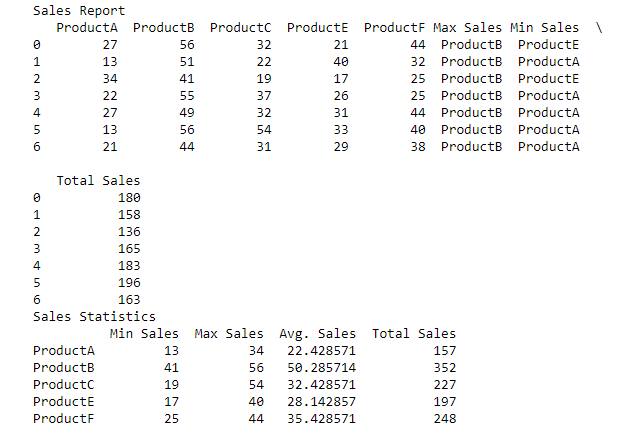 Sales Report
   ProductA  ProductB  ProductC  ProductE  ProductF Max Sales Min Sales  \
0        27        56        32        21        44  ProductB  ProductE
1        13        51        22        40        32  ProductB  ProductA
2        34        41        19        17        25  ProductB  ProductE
3        22        55        37        26        25  ProductB  ProductA
4        27        49        32        31        44  ProductB  ProductA
5        13        56        54        33        40  ProductB  ProductA
6        21        44        31        29        38  ProductB  ProductA

   Total Sales
0          180
1          158
2          136
3          165
4          183
5          196
6          163
Sales Statistics
          Min Sales  Max Sales  Avg. Sales  Total Sales
ProductA         13         34   22.428571          157
ProductB         41         56   50.285714          352
ProductC         19         54   32.428571          227
ProductE         17         40   28.142857          197
ProductF         25         44   35.428571          248